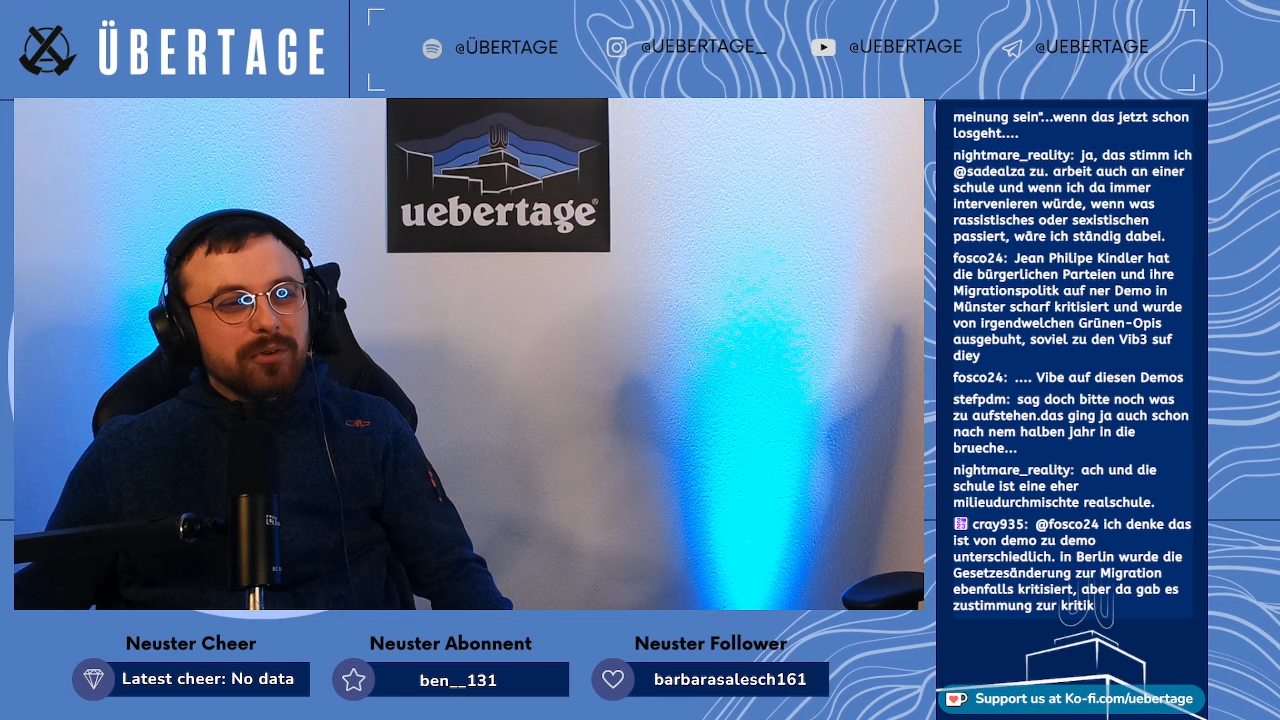 ÜBERTAGE
@ÜBERTAGE
@UEBERTAGE_
@UEBERTAGE
@UEBERTAGE
uebertage®
meinung sein"...wenn das jetzt schon
losgeht....
nightmare_reality: ja, das stimm ich
@sadealza zu. arbeit auch an einer
schule und wenn ich da immer
intervenieren würde, wenn was
rassistisches oder sexistischen
passiert, wäre ich ständig dabei.
fosco24: Jean Philipe Kindler hat
die bürgerlichen Parteien und ihre
Migrationspolitk auf ner Demo in
Münster scharf kritisiert und wurde
von irgendwelchen Grünen-Opis
ausgebuht, soviel zu den Vib3 suf
diey
fosco24: .... Vibe auf diesen Demos
stefpdm: sag doch bitte noch was
zu aufstehen.das ging ja auch schon
nach nem halben jahr in die
brueche...
nightmare_reality: ach und die
schule ist eine eher
milieudurchmischte realschule.
cray935: @fosco24 ich denke das
ist von demo zu demo
unterschiedlich. in Berlin wurde die
Gesetzesänderung zur Migration
ebenfalls kritisiert, aber da gab es
zustimmung zur kritik
Neuster Cheer
Latest cheer: No data
Neuster Abonnent
ben__131
Neuster Follower
barbarasalesch161
Support us at Ko-fi.com/uebertage